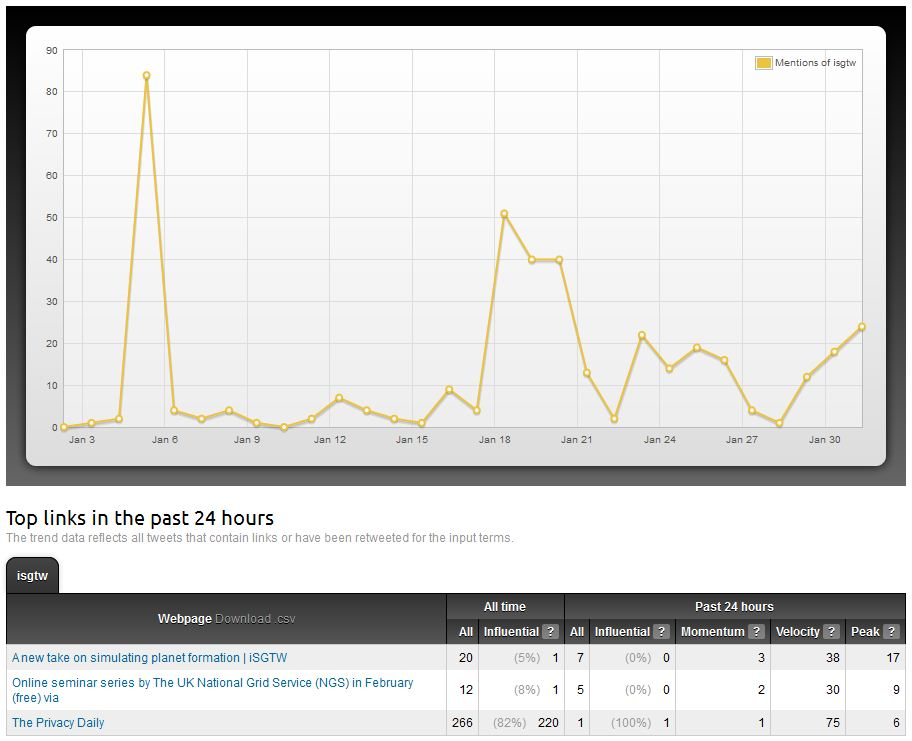 90
Mentions of isgtw
80
70
60
50
40
30
20
10
0
Jan 3 Jan 6 Jan 9 Jan 12 Jan 15 Jan 18 Jan 21 Jan 24 Jan 27 Jan 30
Top links in the past 24 hours
The trend data reflects all tweets that contain links or have been retweeted for the input terms.
isgtw
Webpage Download .csv All time Past 24 hours
All Influential ? All Influential ? Momentum ? Velocity ? Peak ?
A new take on simulating planet formation | iSGTW 20 (5%) 1 7 (0%) 0 3 38 17
Online seminar series by The UK National Grid Service (NGS) in February
(free) via 12 (8%) 1 5 (0%) 0 2 30 9
The Privacy Daily 266 (82%) 220 1 (100%) 1 1 75 6